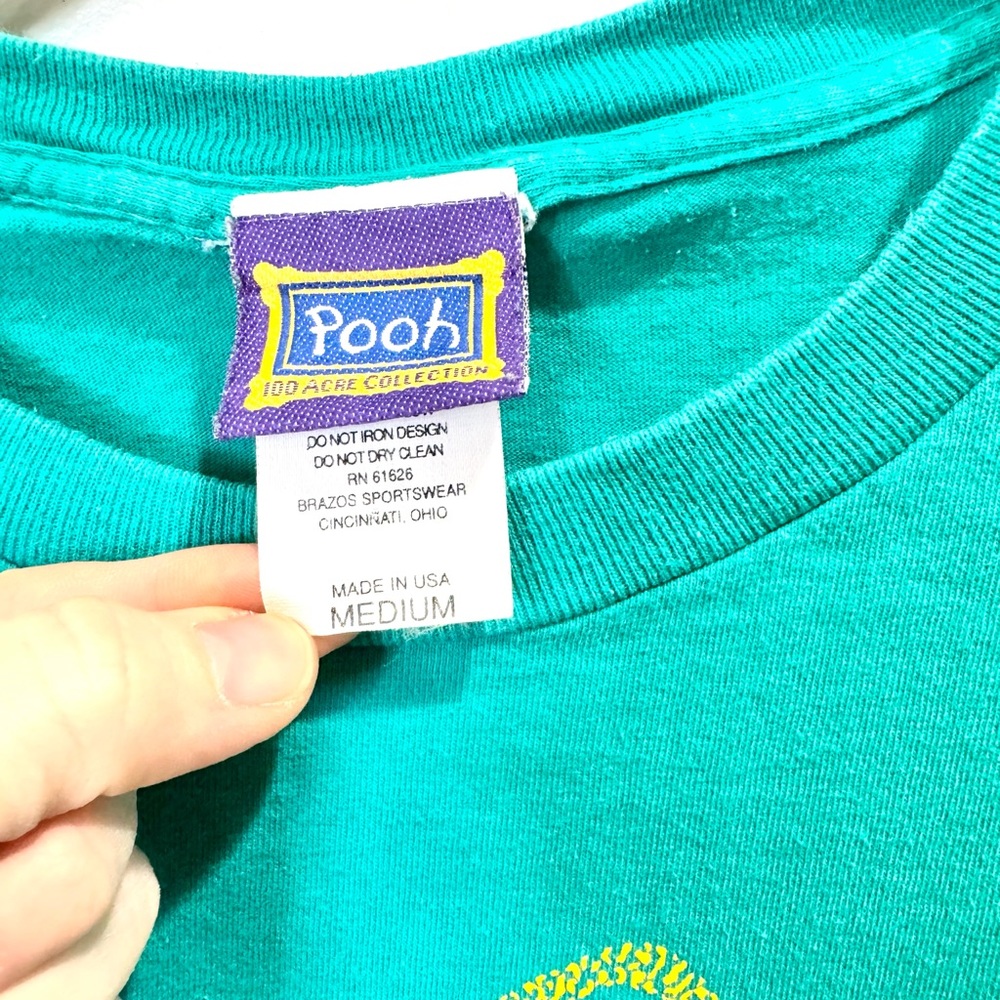 Pooh
100 ACRE COLLECTION
DO NOT IRON DESIGN
DO NOT DRY CLEAN
RN 61626
BRAZOS SPORTSWEAR
CINCINNATI, OHIO
MADE IN USA
MEDIUM